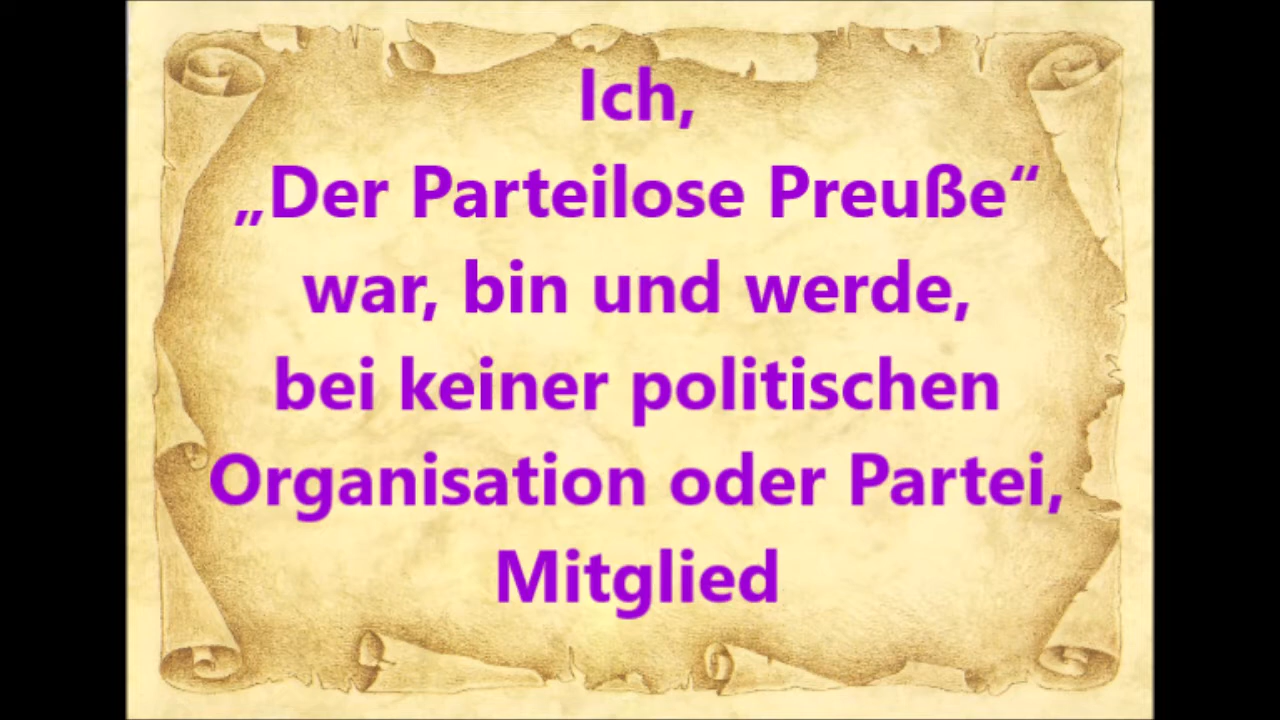 Ich,
„Der Parteilose Preuße“
war, bin und werde,
bei keiner politischen
Organisation oder Partei,
Mitglied